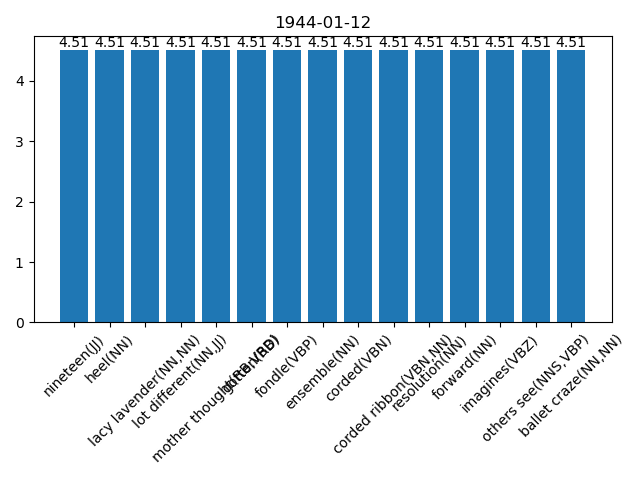 1944-01-12
4.51 4.51 4.51 4.51 4.51 4.51 4.51 4.51 4.51 4.51 4.51 4.51 4.51 4.51 4.51
4
3
2
1
0
nineteen(JJ)
heel(NN)
lacy lavender(NN,NN)
lot different(NN,JJ)
mother thought(RB,VBD)
fondle(VBP)
ensemble(NN)
corded(VBN)
corded ribbon(VBN,NN)
resolution(NN)
forward(NN)
imagines(VBZ)
others see(NNS,VBP)
ballet craze(NN,NN)